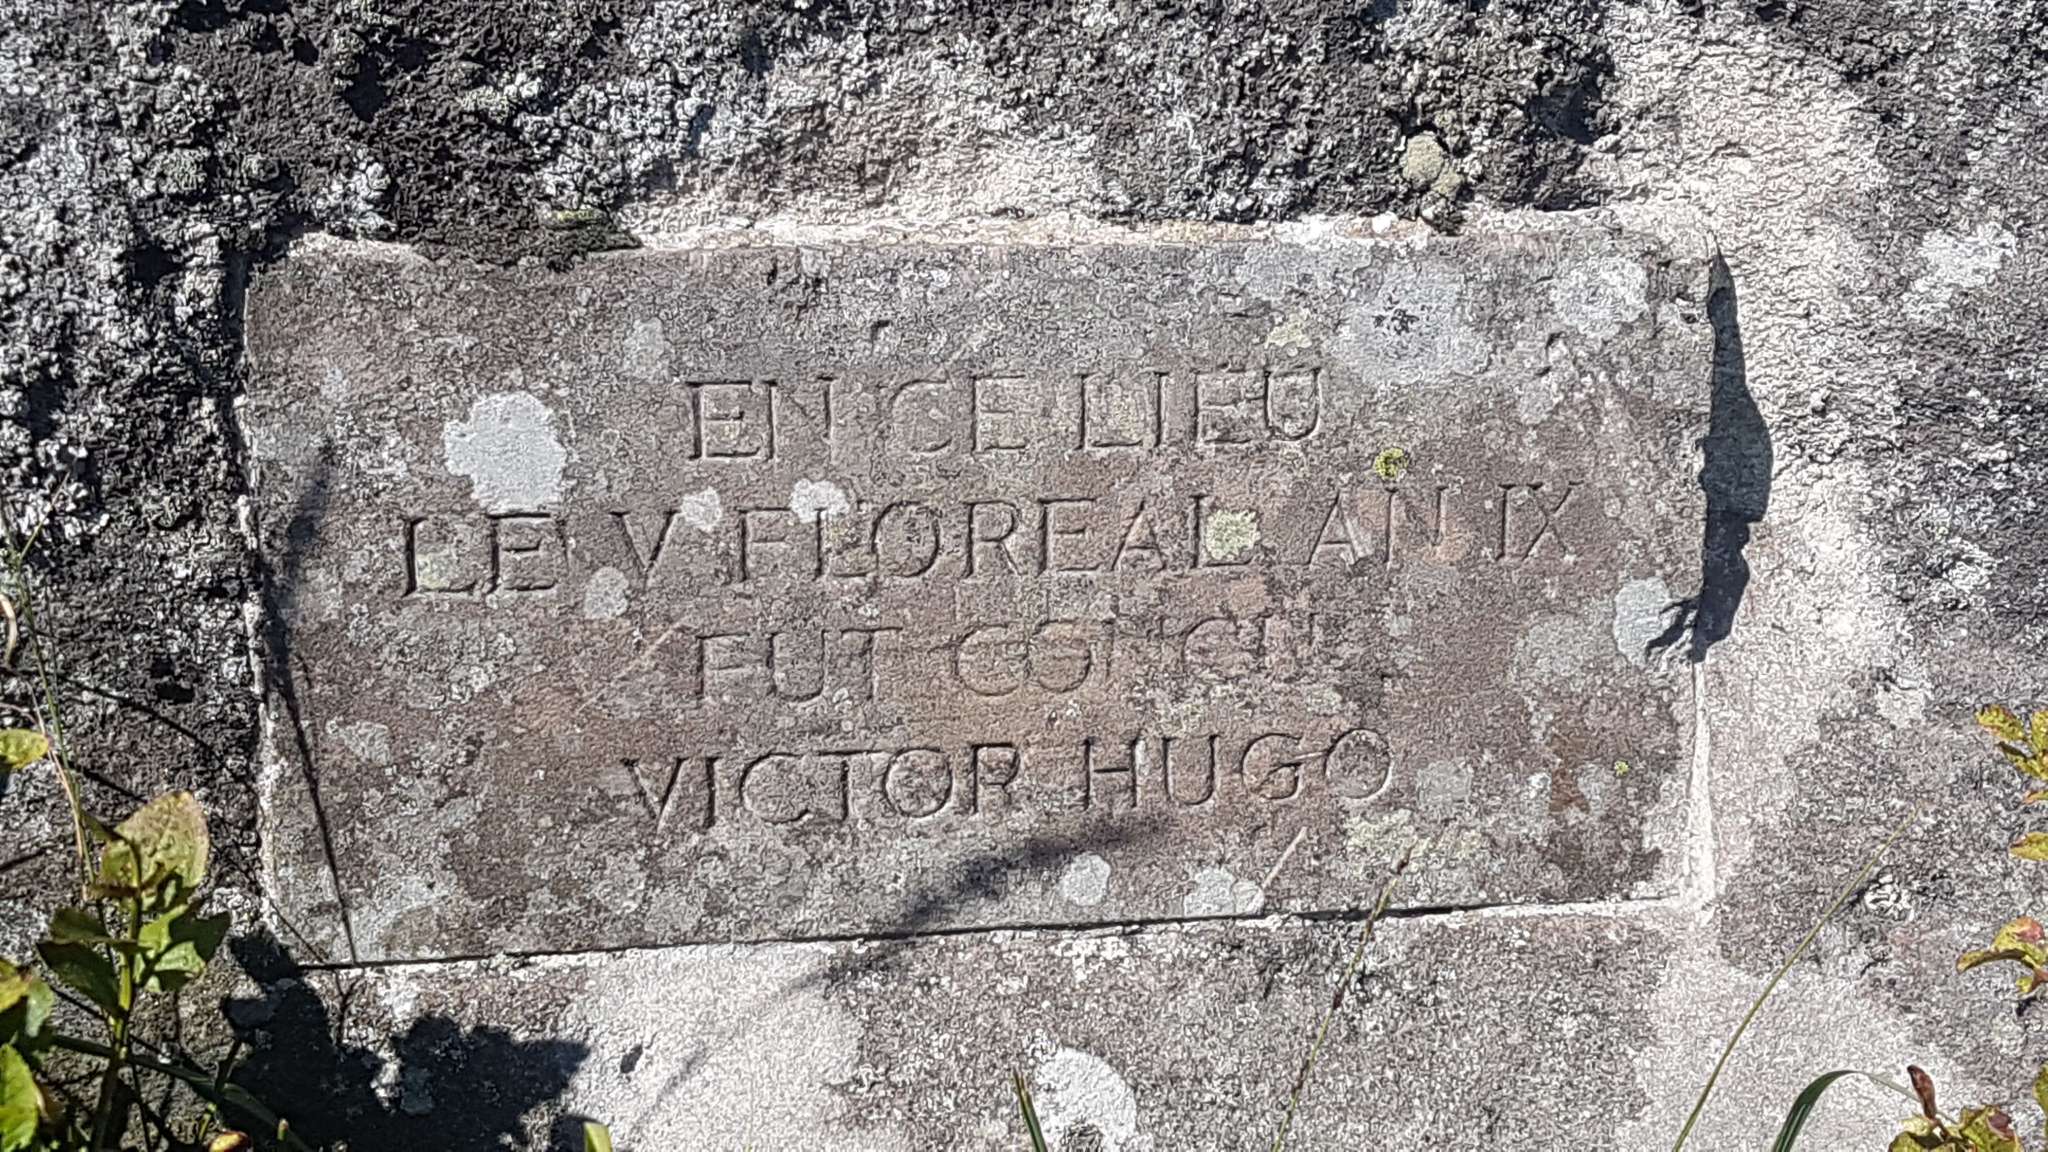 EN CE LIEU
LE V FLOREAL AN IX
FUT CONCU
VICTOR HUGO